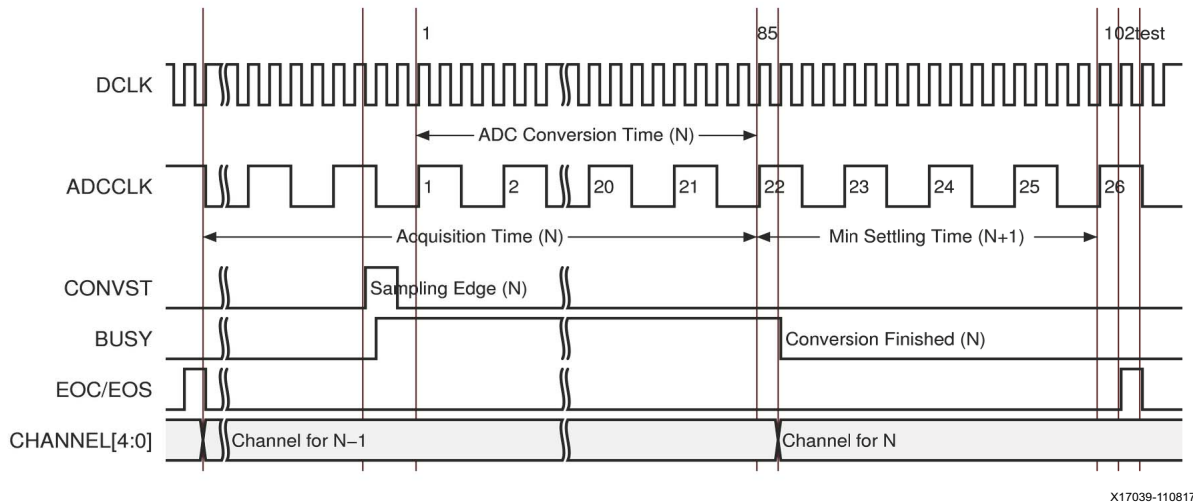 1 85 102test
DCLK
ADC Conversion Time (N)
ADCCLK 1 2 20 21 22 23 24 25 26
Acquisition Time (N) Min Settling Time (N+1)
CONVST Sampling Edge (N)
BUSY Conversion Finished (N)
EOC/EOS
CHANNEL[4:0] Channel for N–1 Channel for N
X17039-110817